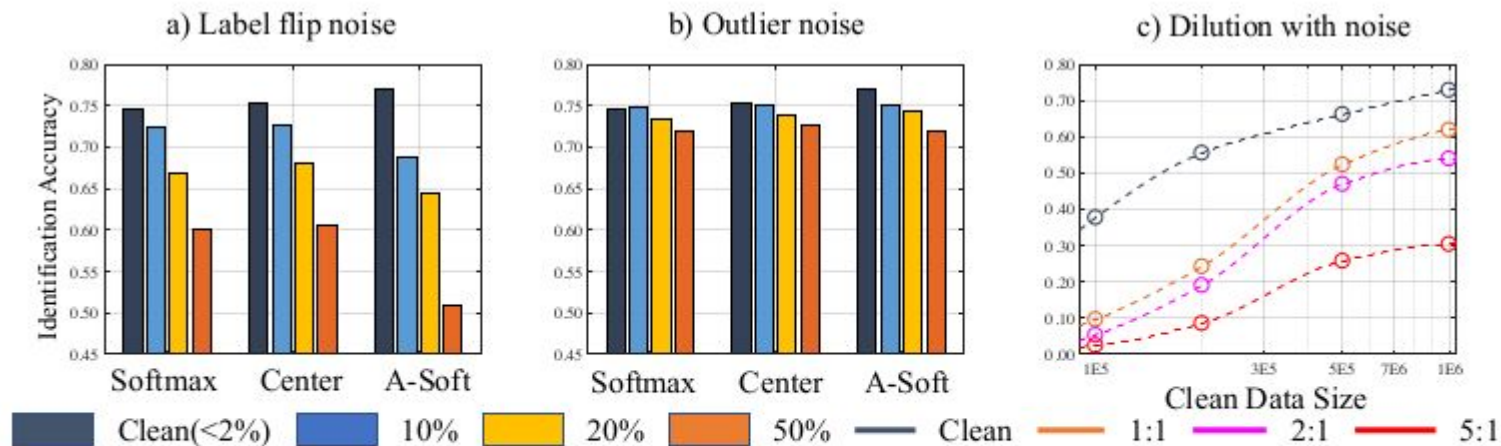 a) Label flip noise
b) Outlier noise
c) Dilution with noise
Identification Accuracy
0.80
0.75
0.70
0.65
0.60
0.55
0.50
0.45
Softmax Center A-Soft
0.80
0.75
0.70
0.65
0.60
0.55
0.50
0.45
Softmax Center A-Soft
0.80
0.70
0.60
0.50
0.40
0.30
0.20
0.10
0.00
1E5 3E5 5E5 7E6 1E6
Clean Data Size
Clean(<2%) 10% 20% 50% Clean 1:1 2:1 5:1